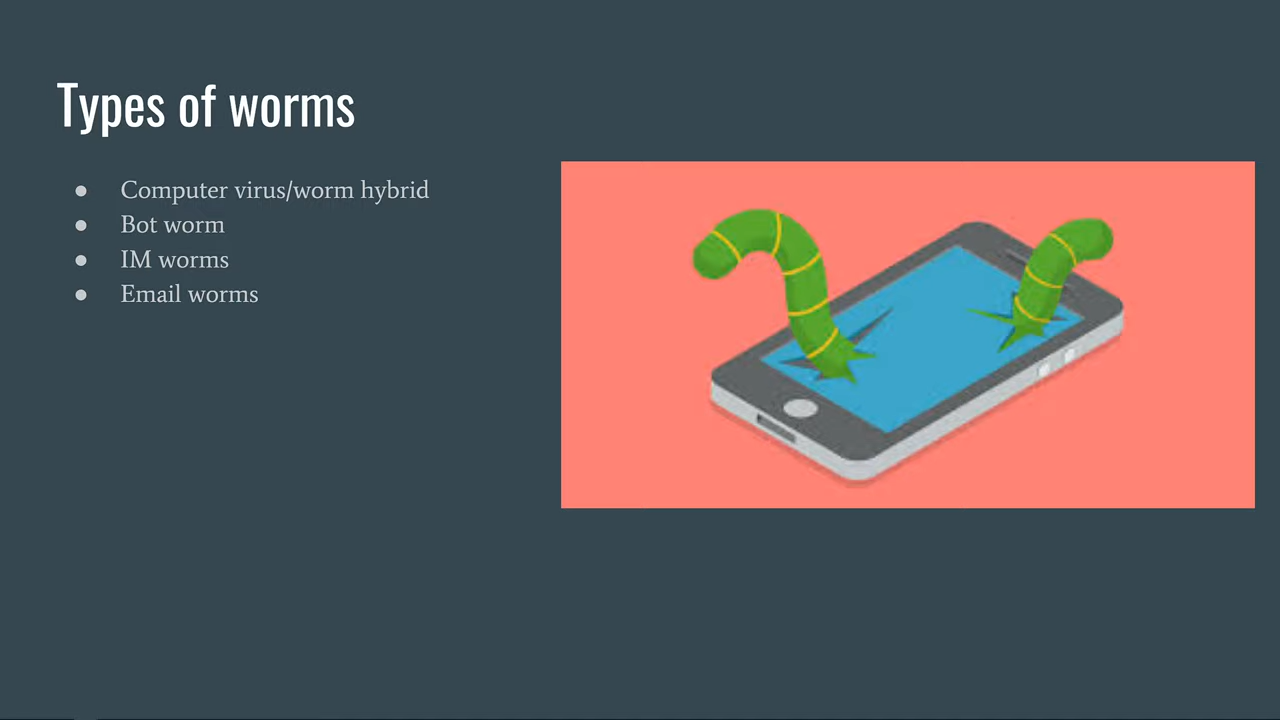 Types of worms
● Computer virus/worm hybrid
● Bot worm
● IM worms
● Email worms